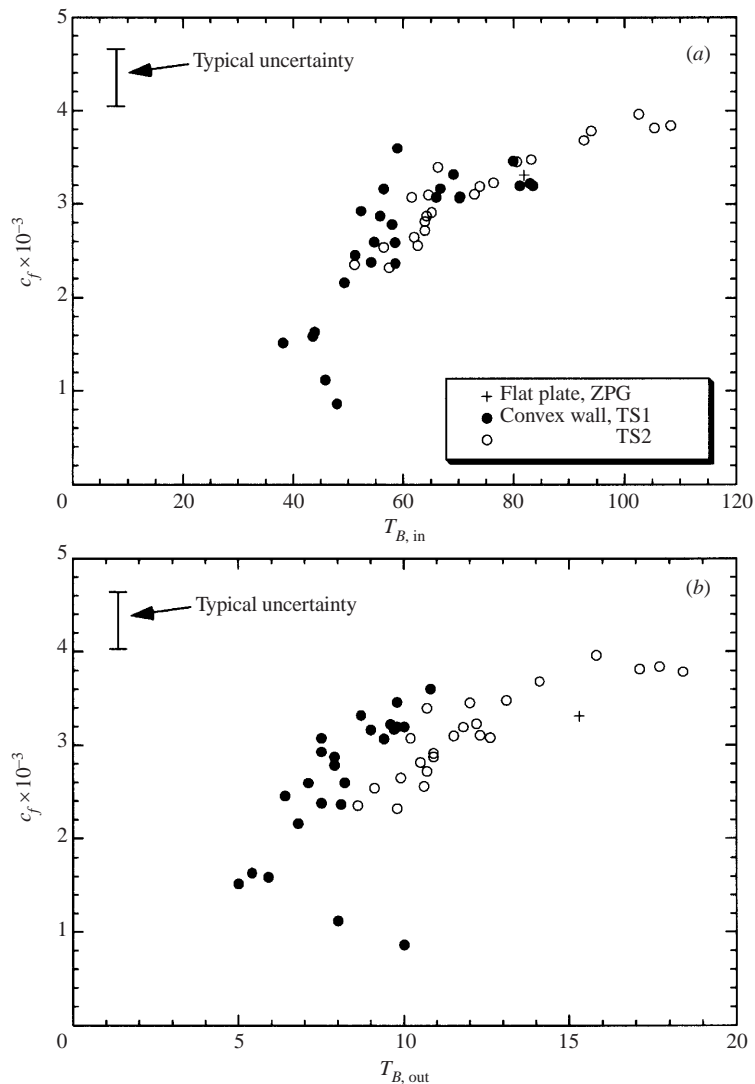 5
(a)
Typical uncertainty
4
3
c_f × 10⁻³
2
1
+ Flat plate, ZPG
● Convex wall, TS1
○ TS2
0 20 40 60 80 100 120
T_{B, in}
5
(b)
Typical uncertainty
4
3
c_f × 10⁻³
2
1
0 5 10 15 20
T_{B, out}